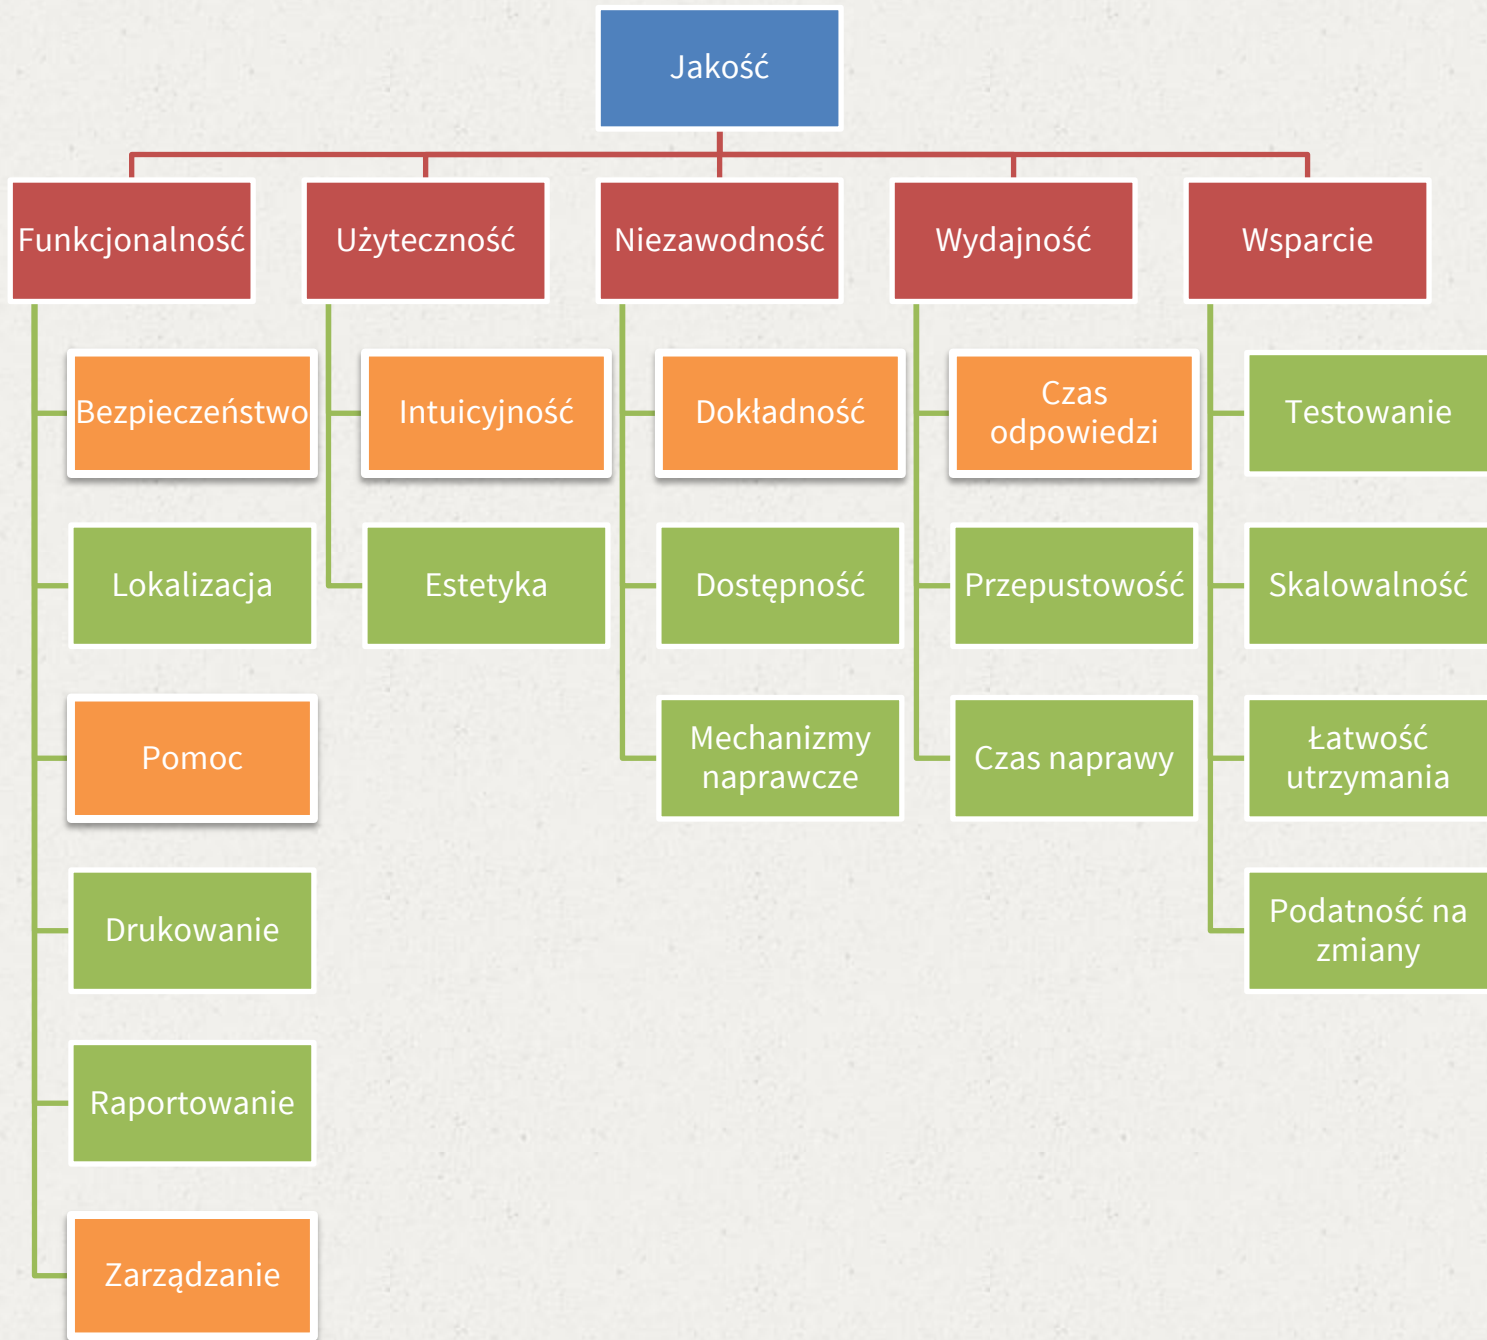 Jakość
Funkcjonalność
Użyteczność
Niezawodność
Wydajność
Wsparcie
Bezpieczeństwo
Lokalizacja
Pomoc
Drukowanie
Raportowanie
Zarządzanie
Intuicyjność
Estetyka
Dokładność
Dostępność
Mechanizmy
naprawcze
Czas
odpowiedzi
Przepustowość
Czas naprawy
Testowanie
Skalowalność
Łatwość
utrzymania
Podatność na
zmiany